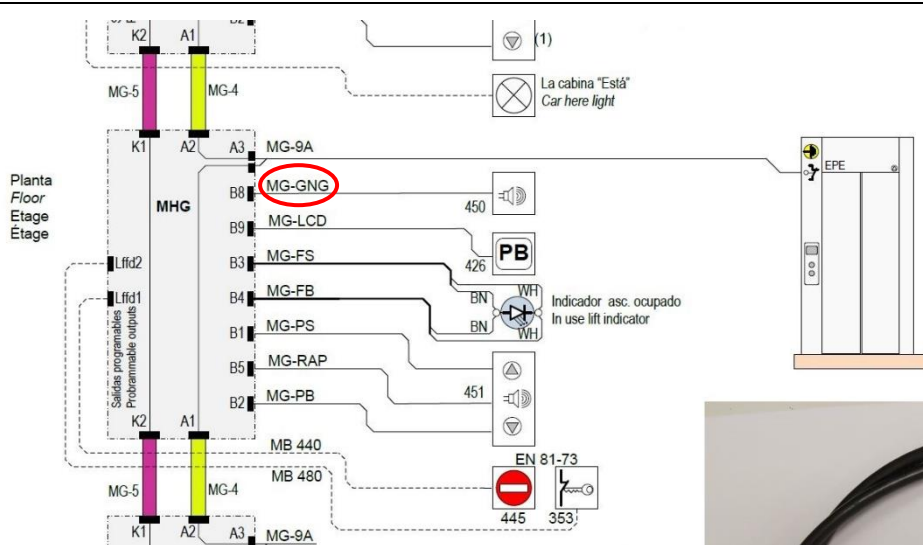 K2
A1
(1)
MG-5
MG-4
La cabina "Está"
Car here light
K1
A2
A3
MG-9A
EPE
Planta
Floor
Etage
Étage
MHG
B8
MG-GNG
450
B9
MG-LCD
426
PB
Lffd2
B3
MG-FS
WH
BN
Lffd1
B4
MG-FB
BN
WH
Indicador asc. ocupado
In use lift indicator
B1
MG-PS
B5
MG-RAP
451
B2
MG-PB
Salidas programables
Probrammable outputs
K2
A1
MB 440
MB 480
EN 81-73
445
353
MG-5
MG-4
K1
A2
A3
MG-9A